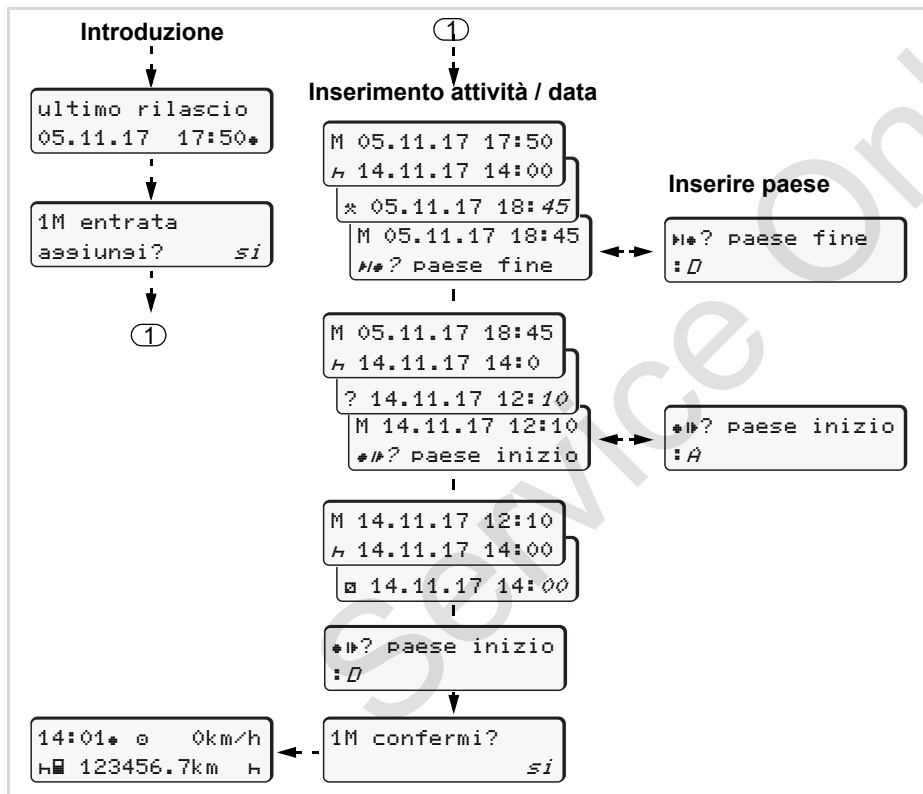 Introduzione
ultimo rilascio
05.11.17 17:50
1M entrata
aggiungi? si
1
1
Inserimento attività / data
M 05.11.17 17:50
14.11.17 14:00
05.11.17 18:45
M 05.11.17 18:45
? paese fine
Inserire paese
? paese fine
:D
M 05.11.17 18:45
14.11.17 14:0
? 14.11.17 12:10
M 14.11.17 12:10
? paese inizio
? paese inizio
:A
M 14.11.17 12:10
14.11.17 14:00
14.11.17 14:00
? paese inizio
:D
1M confermi?
si
14:01 0km/h
123456.7km
Service On